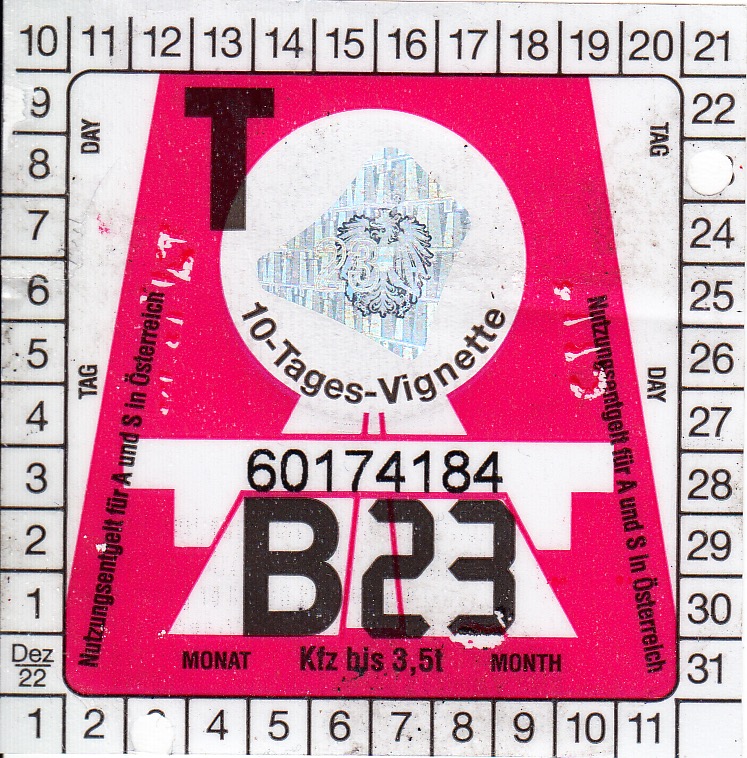 10 11 12 13 14 15 16 17 18 19 20 21
9 22
DAY T TAG
8
7 24
23
6 25
10-Tages-Vignette
5 26
TAG DAY
4 27
Nutzungsentgelt für A und S in Österreich
Nutzungsentgelt für A und S in Österreich
3 60174184 28
2 B23 29
1 30
Dez
22
MONAT Kfz bis 3,5t MONTH
31
1 2 4 5 6 7 8 9 10 11